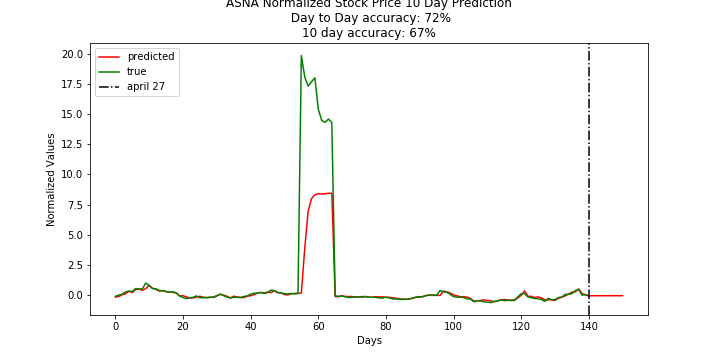 ASNA Normalized Stock Price 10 Day Prediction
Day to Day accuracy: 72%
10 day accuracy: 67%
predicted
true
april 27
20.0
17.5
15.0
12.5
10.0
7.5
5.0
2.5
0.0
Normalized Values
0 20 40 60 80 100 120 140
Days